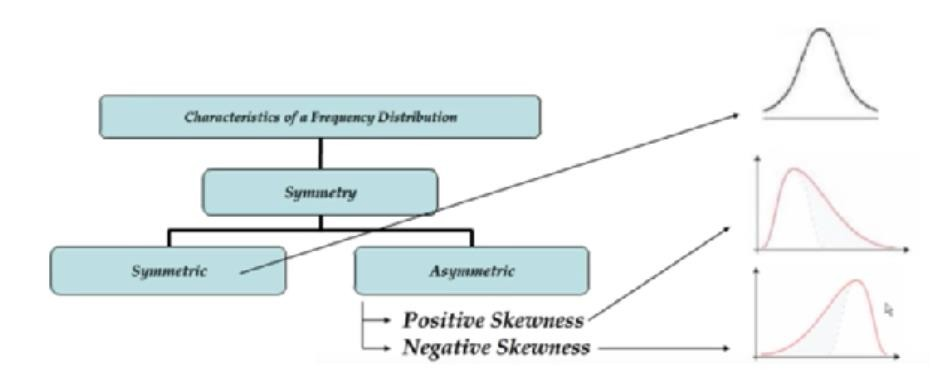 Characteristics of a Frequency Distribution
Symmetry
Symmetric
Asymmetric
Positive Skewness
Negative Skewness